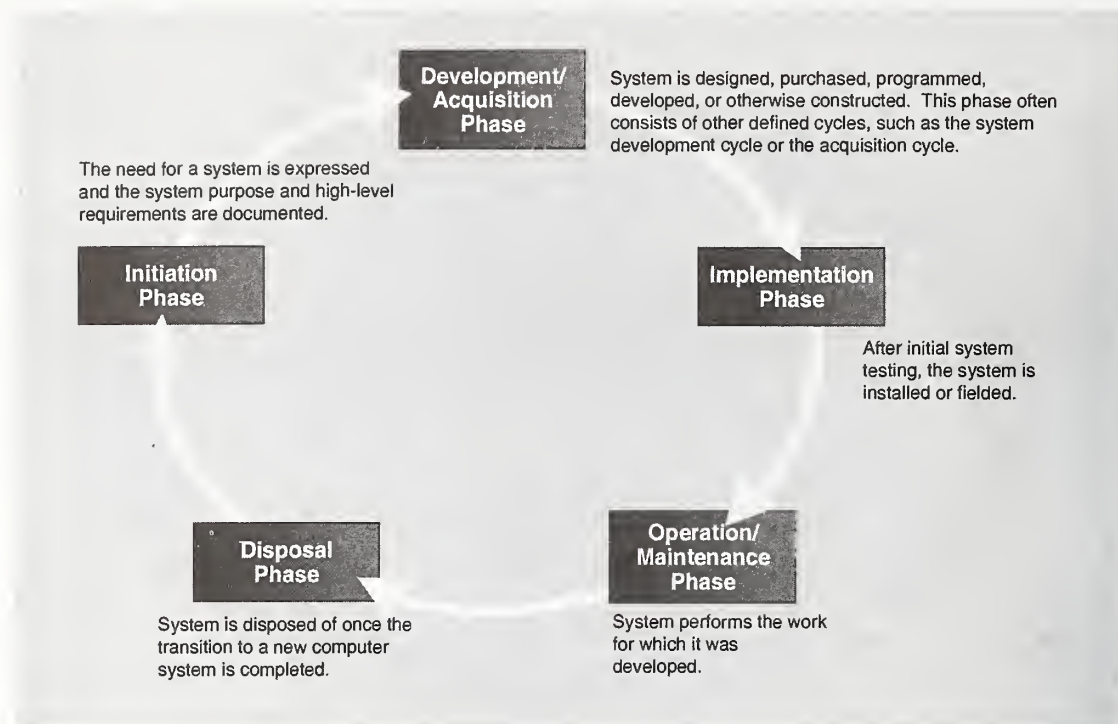 Development/
Acquisition
Phase
System is designed, purchased, programmed,
developed, or otherwise constructed. This phase often
consists of other defined cycles, such as the system
development cycle or the acquisition cycle.
The need for a system is expressed
and the system purpose and high-level
requirements are documented.
Initiation
Phase
Implementation
Phase
After initial system
testing, the system is
installed or fielded.
Disposal
Phase
System is disposed of once the
transition to a new computer
system is completed.
Operation/
Maintenance
Phase
System performs the work
for which it was
developed.